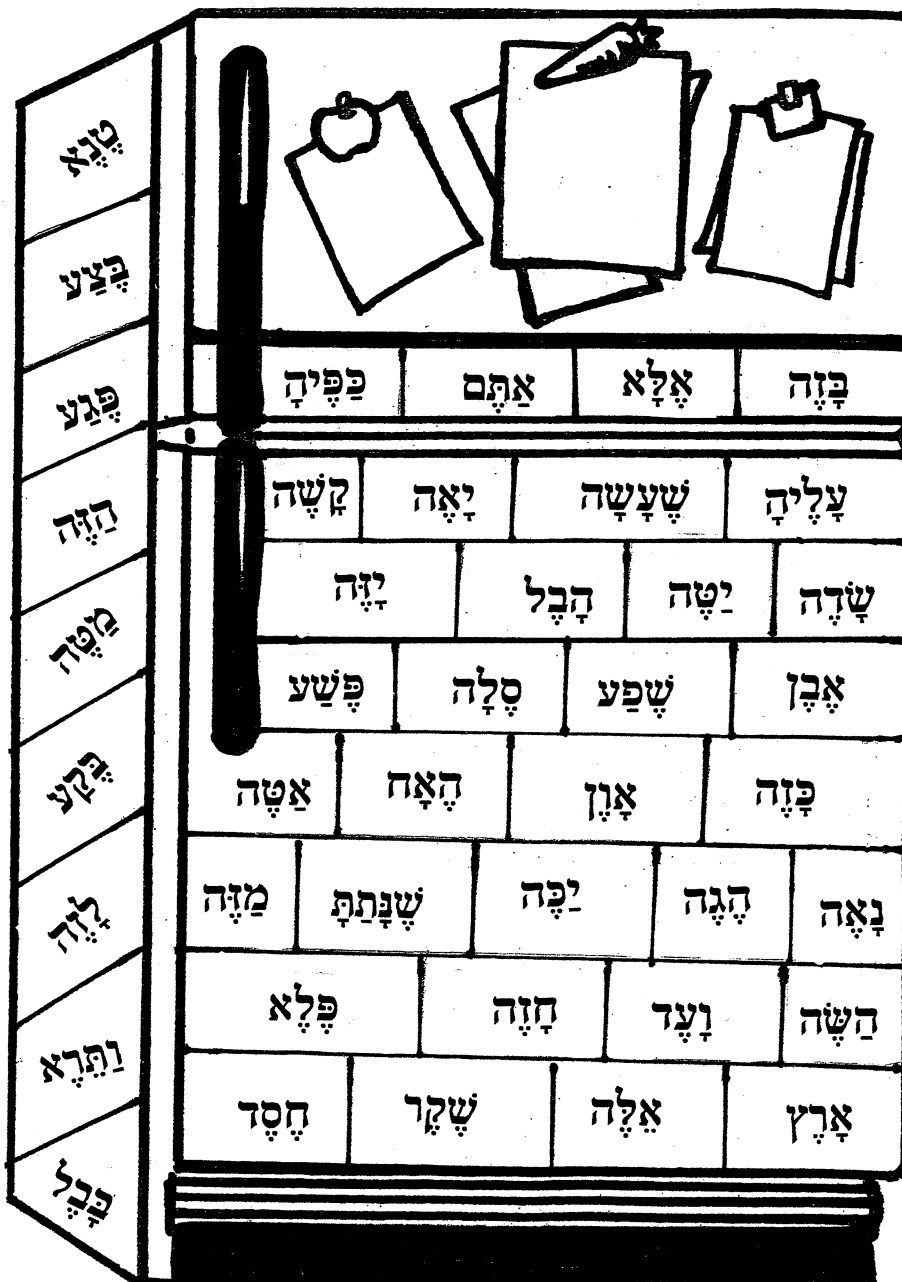 טֶנֶא
בֶּצַע
פֶּגַע
הַזֶּה
מַטֶּה
בֶּקַע
לָזֶה
וַתֵּרֶא
בָּבֶל
בָּזֶה אֶלָּא אַתֶּם כַּפֶּיהָ
עָלֶיהָ שֶׁעָשָׂה יָאֶה קָשֶׁה
שָׂדֶה יַטֶּה הָבֶל יָזֶה
אֶבֶן שֶׁפַע סֶלָה פֶּשַׁע
כָּזֶה אָוֶן הֶאָח אַטֶּה
נָאֶה הֶגֶה יַכֶּה שֶׁנָּתַתָּ מַזֶּה
הַשֶּׂה וָעֶד חָזֶה פֶּלֶא
אָרֶץ אֵלֶּה שֶׁקֶר חֶסֶד